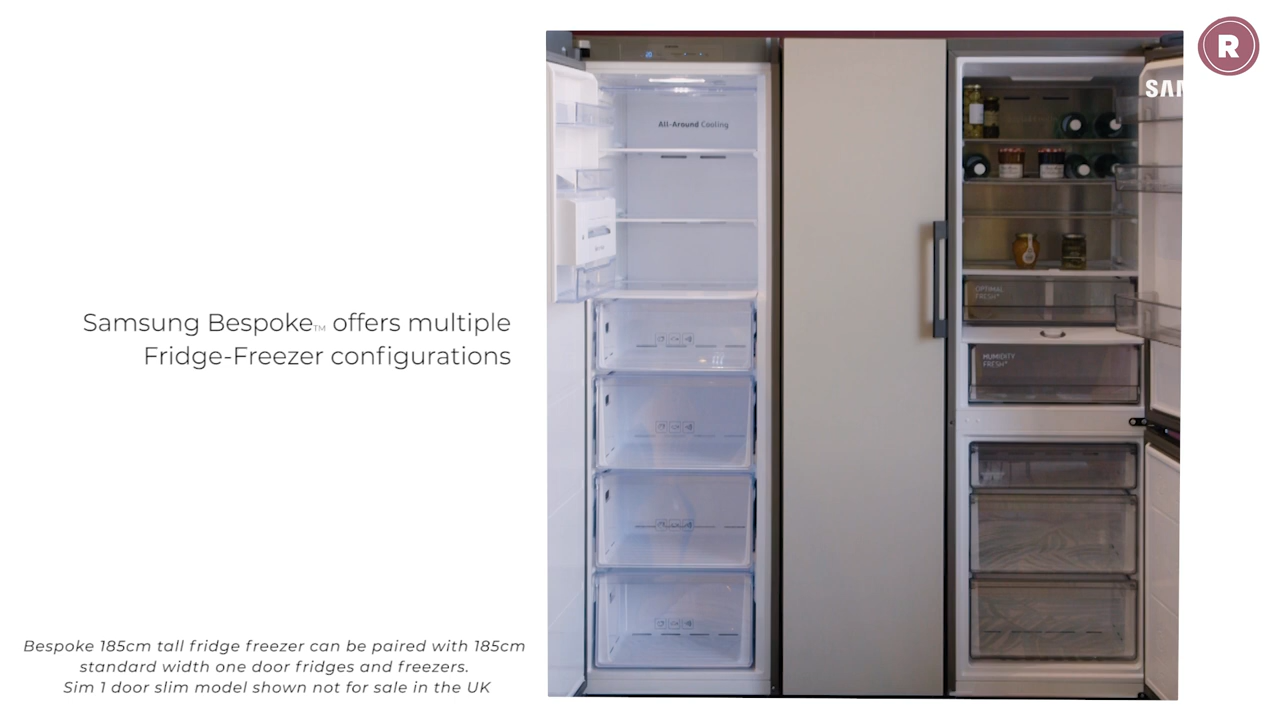 Samsung Bespoke™ offers multiple
Fridge-Freezer configurations
Bespoke 185cm tall fridge freezer can be paired with 185cm
standard width one door fridges and freezers.
Sim 1 door slim model shown not for sale in the UK
R
All-Around Cooling
SAM
OPTIMAL
FRESH+
HUMIDITY
FRESH+